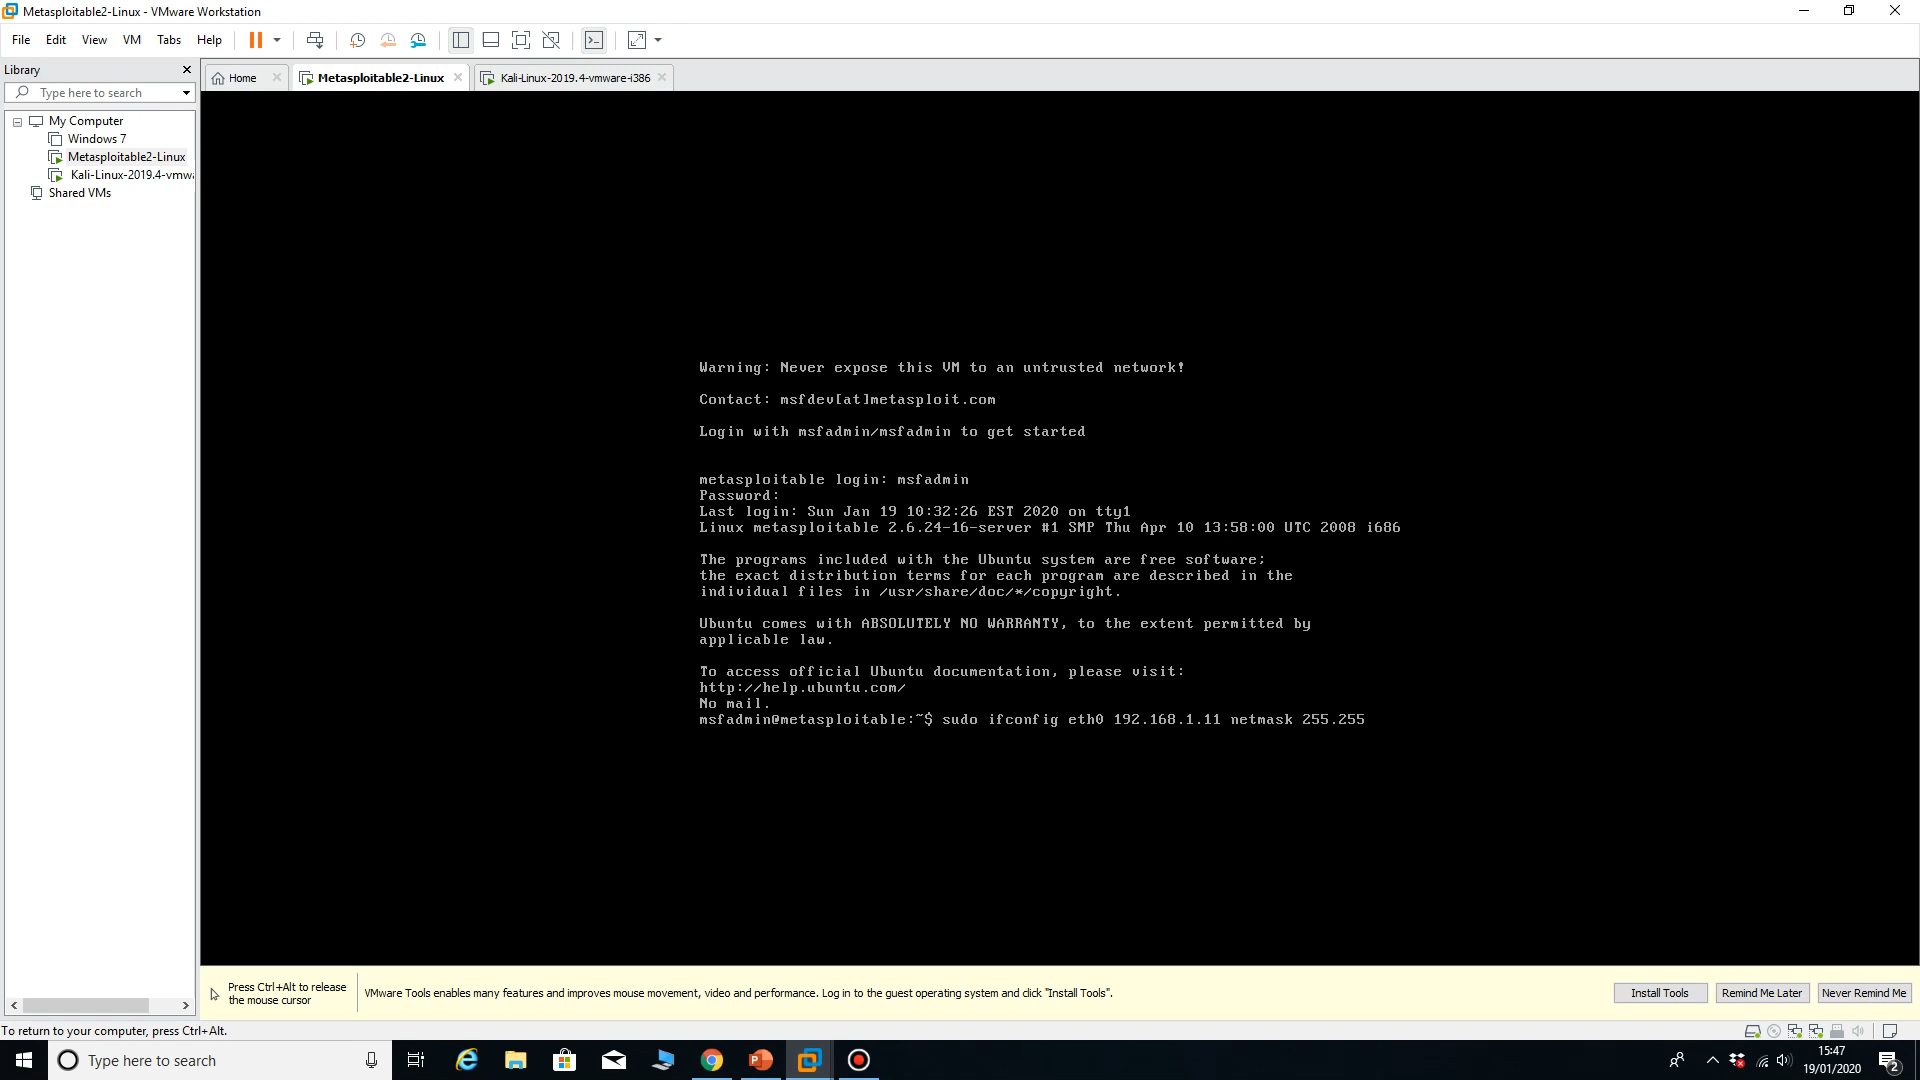 Metasploitable2-Linux - VMware Workstation
File Edit View VM Tabs Help
Library
Type here to search
My Computer
Windows 7
Metasploitable2-Linux
Kali-Linux-2019.4-vmwa
Shared VMs
Home Metasploitable2-Linux Kali-Linux-2019.4-vmware-i386
Warning: Never expose this VM to an untrusted network!
Contact: msfdev[at]metasploit.com
Login with msfadmin/msfadmin to get started
metasploitable login: msfadmin
Password:
Last login: Sun Jan 19 10:32:26 EST 2020 on tty1
Linux metasploitable 2.6.24-16-server #1 SMP Thu Apr 10 13:58:00 UTC 2008 i686
The programs included with the Ubuntu system are free software;
the exact distribution terms for each program are described in the
individual files in /usr/share/doc/*/copyright.
Ubuntu comes with ABSOLUTELY NO WARRANTY, to the extent permitted by
applicable law.
To access official Ubuntu documentation, please visit:
http://help.ubuntu.com/
No mail.
msfadmin@metasploitable:~$ sudo ifconfig eth0 192.168.1.11 netmask 255.255
Press Ctrl+Alt to release
the mouse cursor
VMware Tools enables many features and improves mouse movement, video and performance. Log in to the guest operating system and click "Install Tools".
Install Tools Remind Me Later Never Remind Me
To return to your computer, press Ctrl+Alt.
Type here to search
15:47
19/01/2020
2